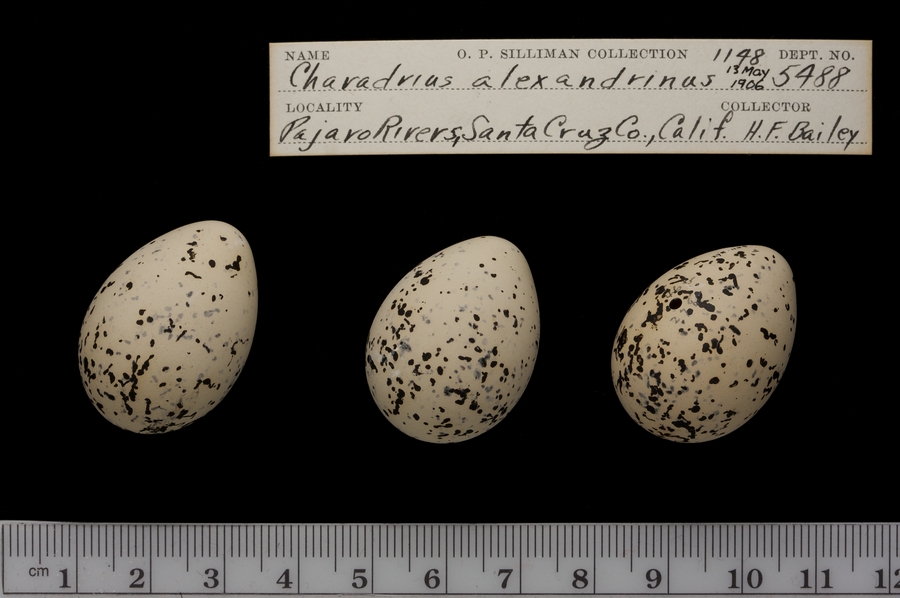 NAME O. P. SILLIMAN COLLECTION 1148 DEPT. NO.
Charadrius alexandrinus 13 May 1906 5488
LOCALITY COLLECTOR
Pajaro Rivers, Santa Cruz Co., Calif. H.F. Bailey
cm 1 2 3 4 5 6 7 8 9 10 11 12